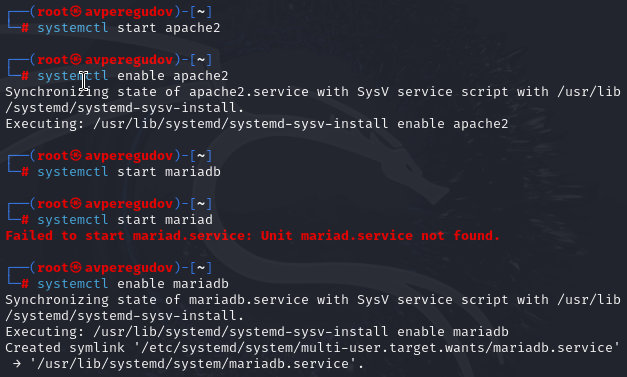 ┌──(root㉿avperegudov)-[~]
└─# systemctl start apache2
┌──(root㉿avperegudov)-[~]
└─# systemctl enable apache2
Synchronizing state of apache2.service with SysV service script with /usr/lib
/systemd/systemd-sysv-install.
Executing: /usr/lib/systemd/systemd-sysv-install enable apache2
┌──(root㉿avperegudov)-[~]
└─# systemctl start mariadb
┌──(root㉿avperegudov)-[~]
└─# systemctl start mariad
Failed to start mariad.service: Unit mariad.service not found.
┌──(root㉿avperegudov)-[~]
└─# systemctl enable mariadb
Synchronizing state of mariadb.service with SysV service script with /usr/lib
/systemd/systemd-sysv-install.
Executing: /usr/lib/systemd/systemd-sysv-install enable mariadb
Created symlink '/etc/systemd/system/multi-user.target.wants/mariadb.service'
→ '/usr/lib/systemd/system/mariadb.service'.